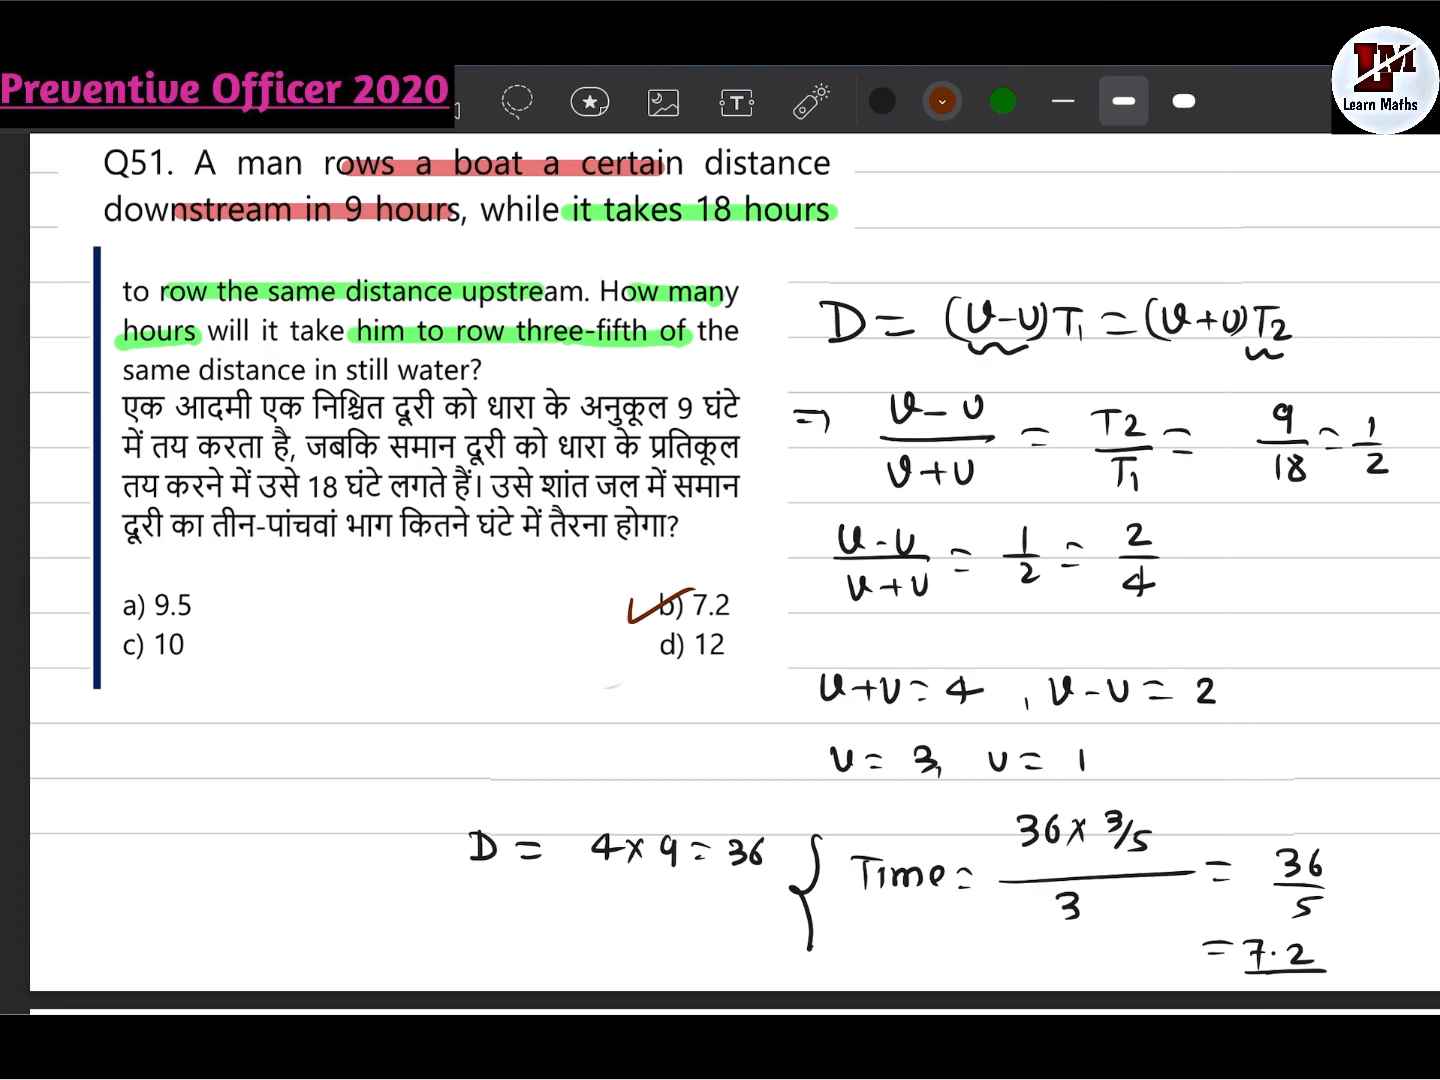 Preventive Officer 2020
LM
Learn Maths
T
Q51. A man rows a boat a certain distance
downstream in 9 hours, while it takes 18 hours
to row the same distance upstream. How many
hours will it take him to row three-fifth of the
same distance in still water?
एक आदमी एक निश्चित दूरी को धारा के अनुकूल 9 घंटे
में तय करता है, जबकि समान दूरी को धारा के प्रतिकूल
तय करने में उसे 18 घंटे लगते हैं। उसे शांत जल में समान
दूरी का तीन-पांचवां भाग कितने घंटे में तैरना होगा?
a) 9.5
b) 7.2
c) 10
d) 12
D = (v-u)T1 = (v+u)T2
⇒ v-u/v+u = T2/T1 = 9/18 = 1/2
v-u/v+u = 1/2 = 2/4
v+u = 4, v-u = 2
v = 3, u = 1
D = 4×9 = 36 { Time = 36×3/5/3 = 36/5
= 7.2